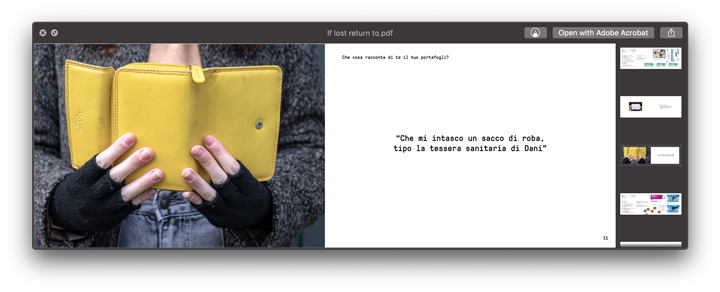 If lost return to.pdf
Open with Adobe Acrobat
Che cosa racconta di te il tuo portafogli?
“Che mi intasco un sacco di roba,
tipo la tessera sanitaria di Dani”
11